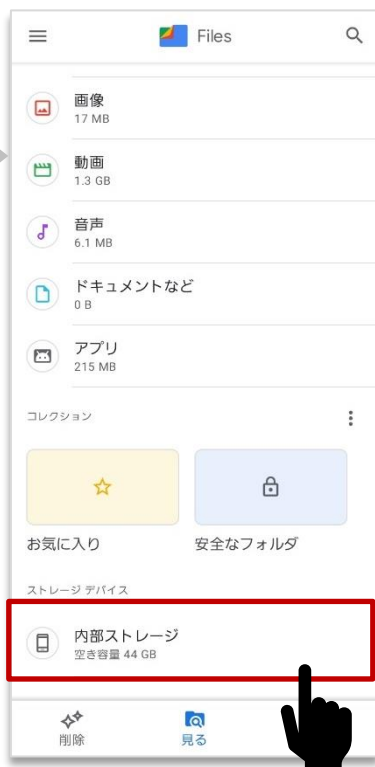 Files
画像
17 MB
動画
1.3 GB
音声
6.1 MB
ドキュメントなど
0 B
アプリ
215 MB
コレクション
お気に入り
安全なフォルダ
ストレージ デバイス
内部ストレージ
空き容量 44 GB
削除
見る